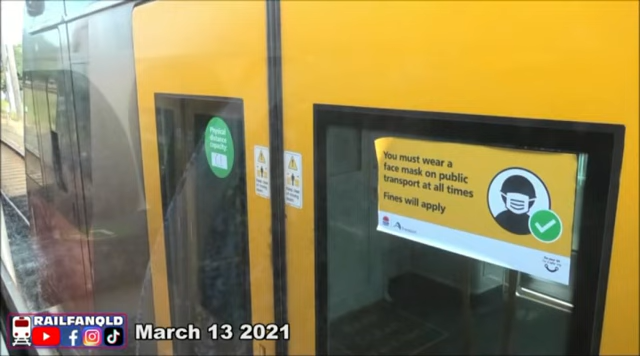 Physical
distance
capacity:
You must wear a
face mask on public
transport at all times
Fines will apply
RAILFANQLD
March 13 2021